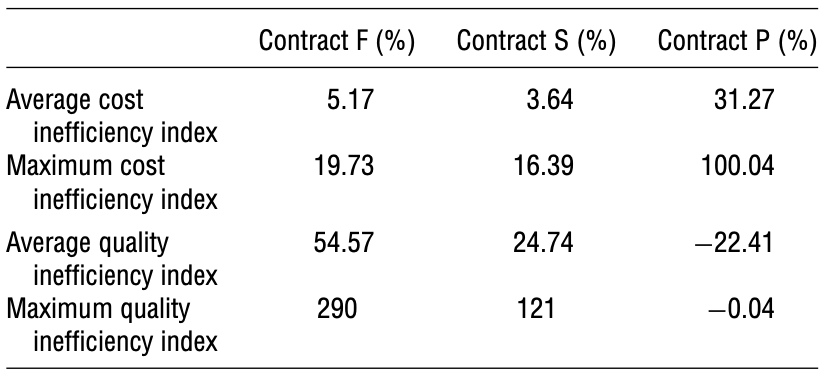 Contract F (%) Contract S (%) Contract P (%)
Average cost 5.17 3.64 31.27
inefficiency index
Maximum cost 19.73 16.39 100.04
inefficiency index
Average quality 54.57 24.74 −22.41
inefficiency index
Maximum quality 290 121 −0.04
inefficiency index